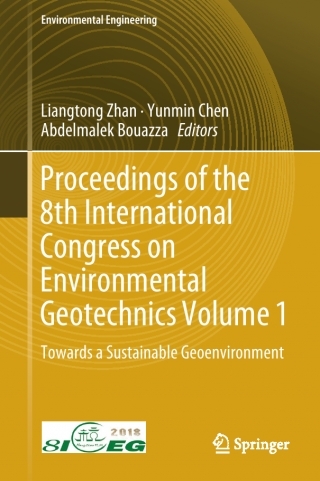 Environmental Engineering
Liangtong Zhan · Yunmin Chen
Abdelmalek Bouazza Editors
Proceedings of the
8th International
Congress on
Environmental
Geotechnics Volume 1
Towards a Sustainable Geoenvironment
2018
8ICEG
Springer